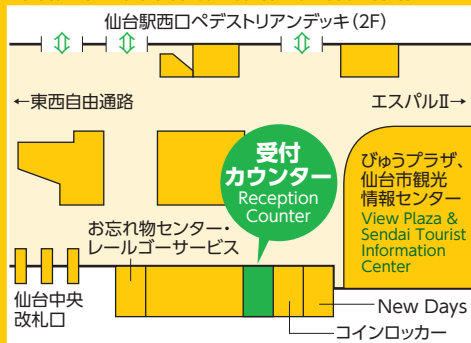 仙台駅西口ペデストリアンデッキ(2F)
←東西自由通路
エスパルⅡ→
受付
カウンター
Reception
Counter
びゅうプラザ、
仙台市観光
情報センター
View Plaza &
Sendai Tourist
Information
Center
お忘れ物センター・
レールゴーサービス
仙台中央
改札口
New Days
コインロッカー